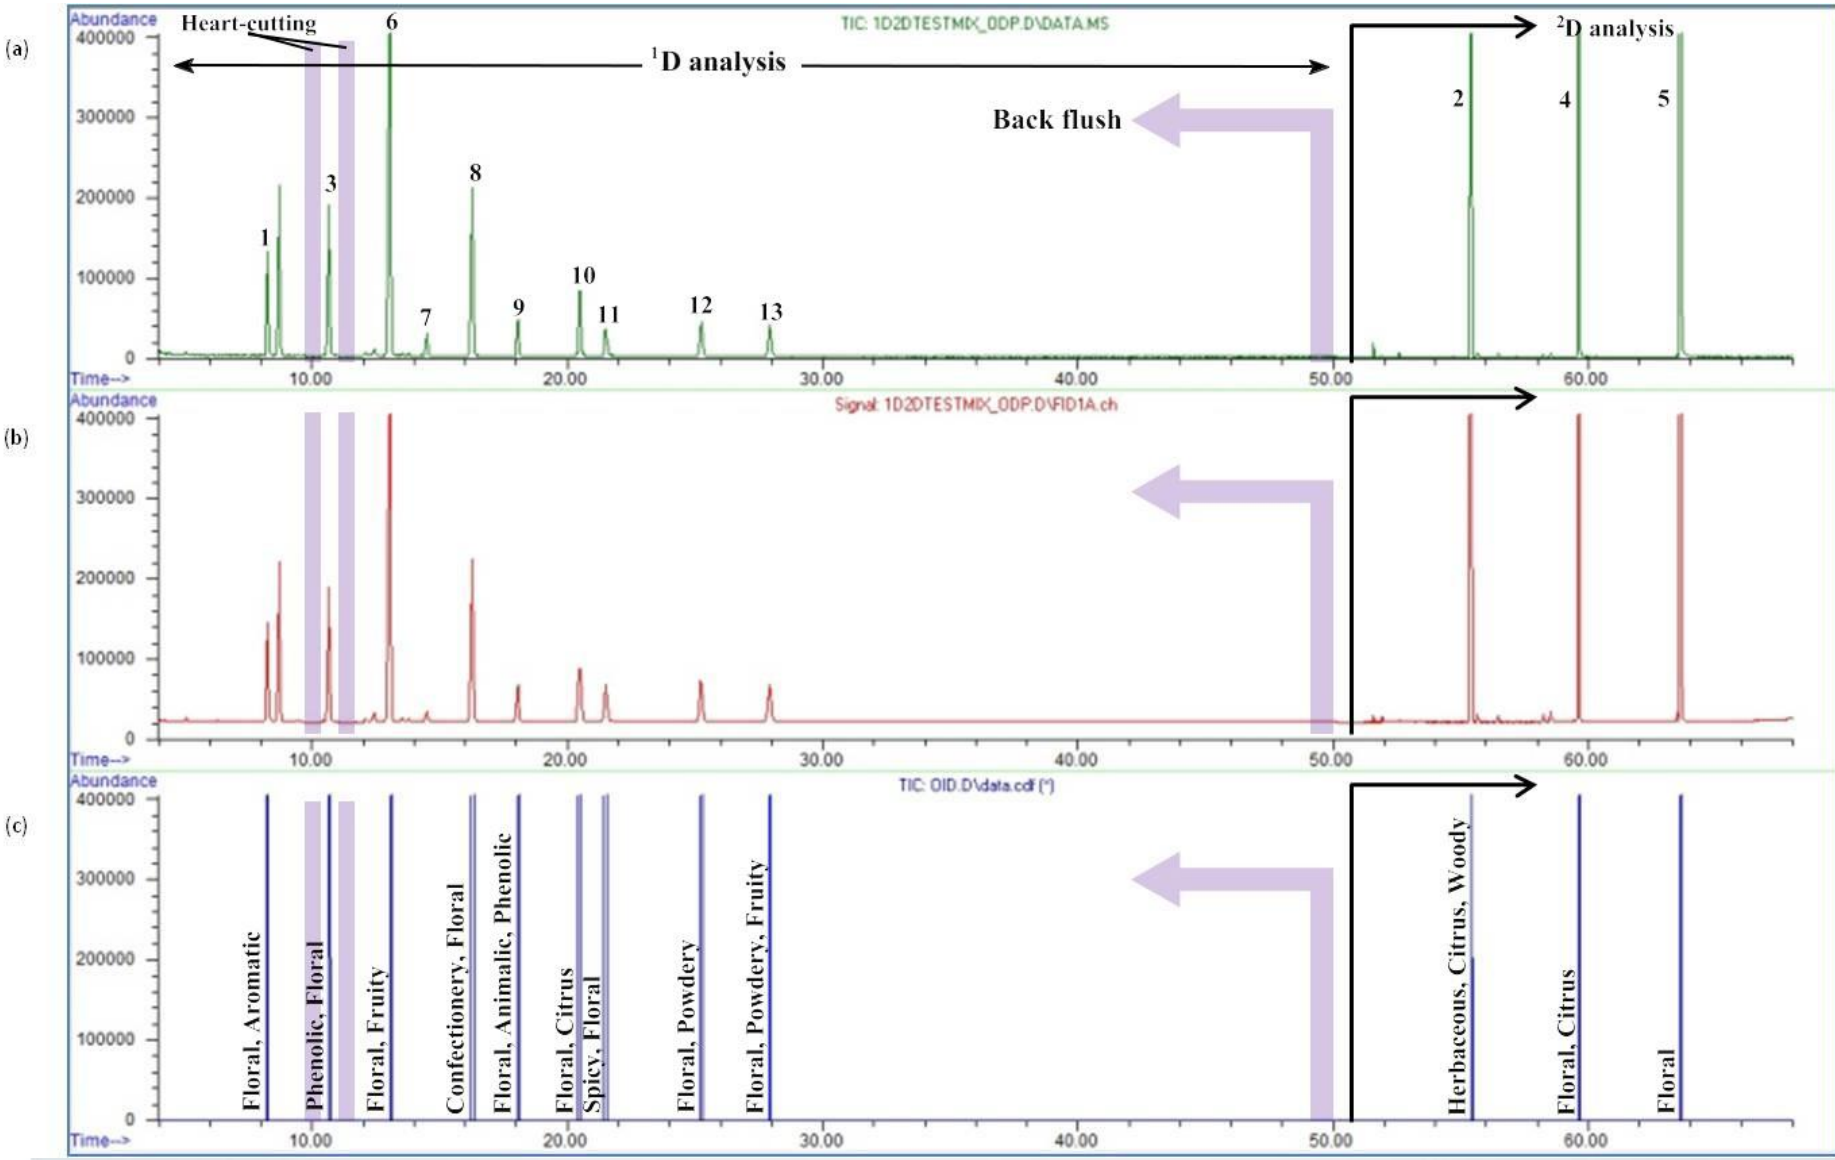 (a)
Abundance
TIC: 1D2DTESTMIX_ODP.D\DATA.MS
Heart-cutting
6
¹D analysis
²D analysis
Back flush
400000
300000
200000
100000
0
1
3
7
8
9
10
11
12
13
2
4
5
Time-->
10.00
20.00
30.00
40.00
50.00
60.00
(b)
Abundance
Signal: 1D2DTESTMIX_ODP.D\FID1A.ch
400000
300000
200000
100000
0
Time-->
10.00
20.00
30.00
40.00
50.00
60.00
(c)
Abundance
TIC: OID.D\data.cdf (*)
400000
300000
200000
100000
0
Floral, Aromatic
Phenolic, Floral
Floral, Fruity
Confectionery, Floral
Floral, Animalic, Phenolic
Floral, Citrus
Spicy, Floral
Floral, Powdery
Floral, Powdery, Fruity
Herbaceous, Citrus, Woody
Floral, Citrus
Floral
Time-->
10.00
20.00
30.00
40.00
50.00
60.00